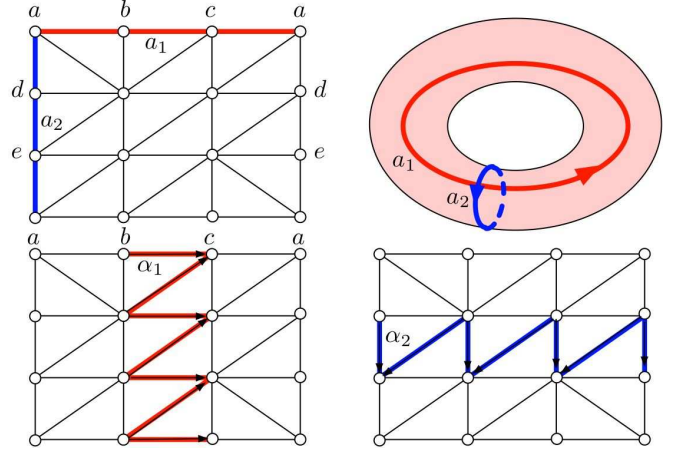 a b c a
a₁
d d
a₂
e e
a b c a
a₁
a₂
α₁
α₂